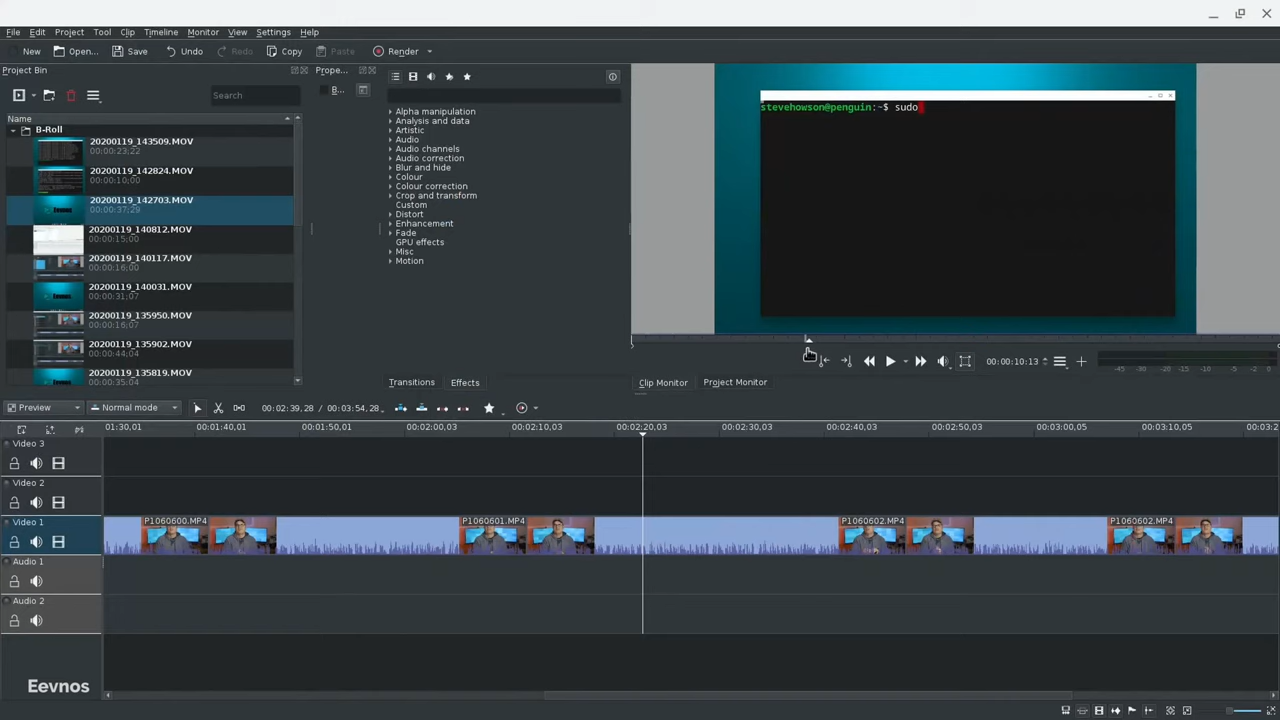 File Edit Project Tool Clip Timeline Monitor View Settings Help
New Open... Save Undo Redo Copy Paste Render
Project Bin
Prope...
B...
Search
Name
B-Roll
20200119_143509.MOV
00:00:23;22
20200119_142824.MOV
00:00:10;00
20200119_142703.MOV
00:00:37;29
20200119_140812.MOV
00:00:15;00
20200119_140117.MOV
00:00:16;00
20200119_140031.MOV
00:00:31;07
20200119_135950.MOV
00:00:16;07
20200119_135902.MOV
00:00:44;04
20200119_135819.MOV
00:00:35;04
Alpha manipulation
Analysis and data
Artistic
Audio
Audio channels
Audio correction
Blur and hide
Colour
Colour correction
Crop and transform
Custom
Distort
Enhancement
Fade
GPU effects
Misc
Motion
Transitions Effects
stevehowson@penguin:~$ sudo
00:00:10:13
-45 -30 -20 -15 -10 -5 -2 0
Clip Monitor Project Monitor
Preview Normal mode 00:02:39,28 / 00:03:54,28
01:30,01 00:01:40,01 00:01:50,01 00:02:00,03 00:02:10,03 00:02:20,03 00:02:30,03 00:02:40,03 00:02:50,03 00:03:00,05 00:03:10,05 00:03:2
Video 3
Video 2
Video 1
P1060600.MP4 P1060601.MP4 P1060602.MP4 P1060602.MP4
Audio 1
Audio 2
Eevnos